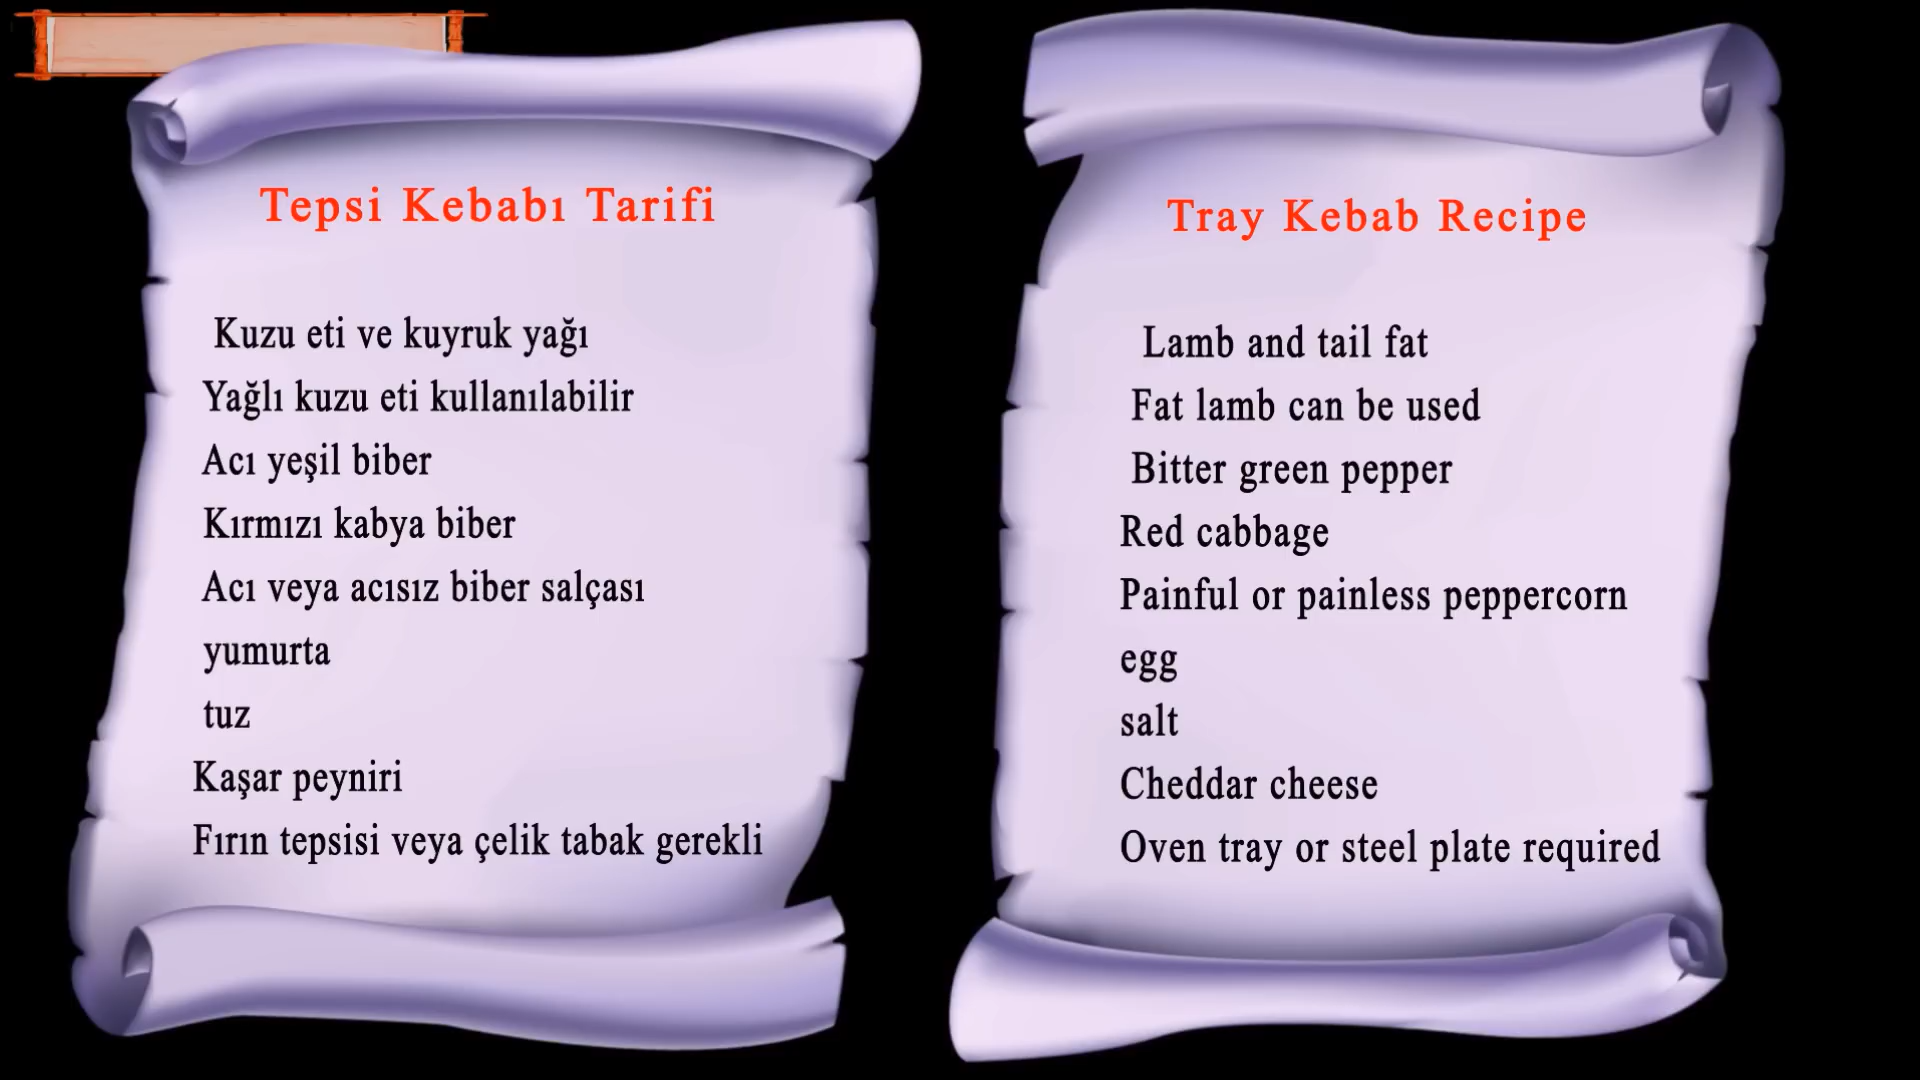 Tepsi Kebabı Tarifi
Kuzu eti ve kuyruk yağı
Yağlı kuzu eti kullanılabilir
Acı yeşil biber
Kırmızı kabya biber
Acı veya acısız biber salçası
yumurta
tuz
Kaşar peyniri
Fırın tepsisi veya çelik tabak gerekli
Tray Kebab Recipe
Lamb and tail fat
Fat lamb can be used
Bitter green pepper
Red cabbage
Painful or painless peppercorn
egg
salt
Cheddar cheese
Oven tray or steel plate required